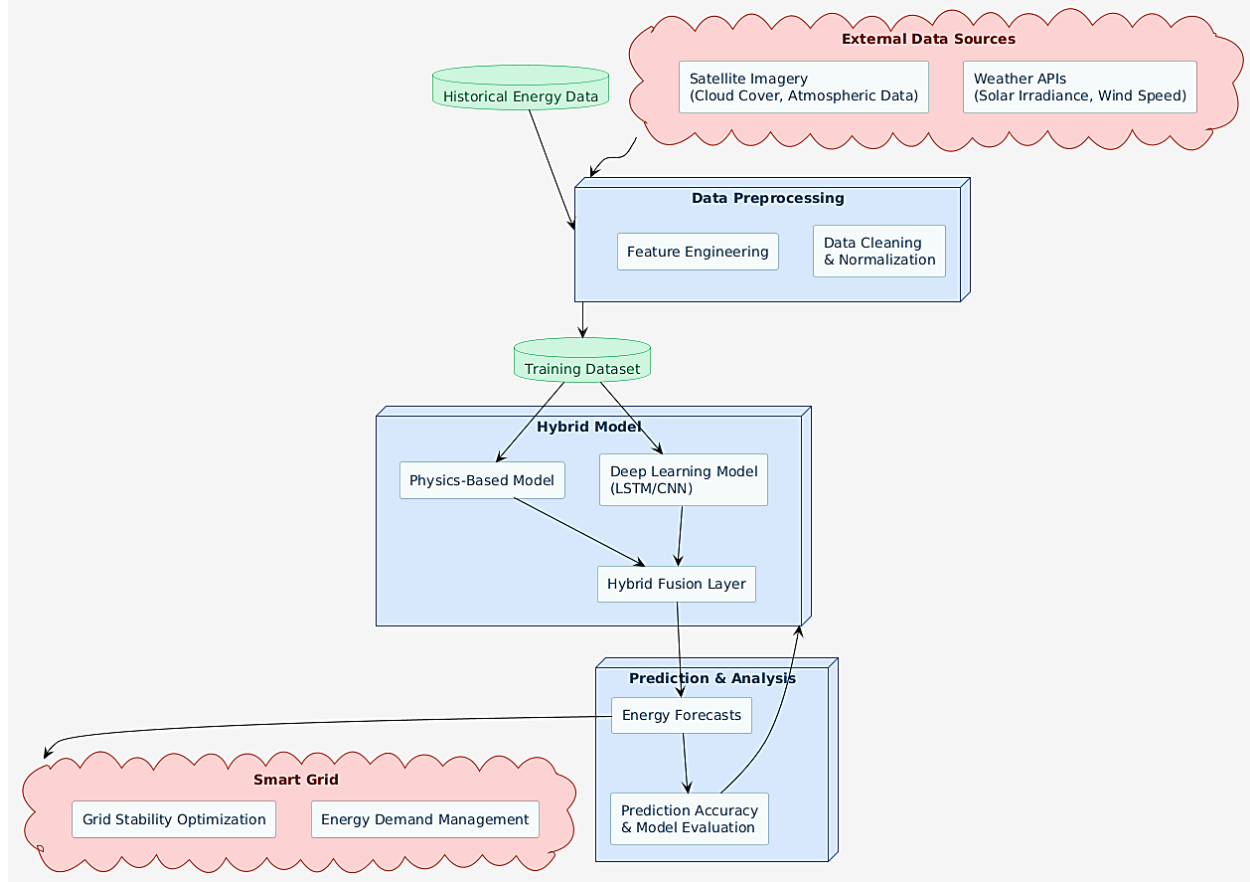 External Data Sources
Satellite Imagery
(Cloud Cover, Atmospheric Data)
Weather APIs
(Solar Irradiance, Wind Speed)
Historical Energy Data
Data Preprocessing
Feature Engineering
Data Cleaning
& Normalization
Training Dataset
Hybrid Model
Physics-Based Model
Deep Learning Model
(LSTM/CNN)
Hybrid Fusion Layer
Prediction & Analysis
Energy Forecasts
Prediction Accuracy
& Model Evaluation
Smart Grid
Grid Stability Optimization
Energy Demand Management